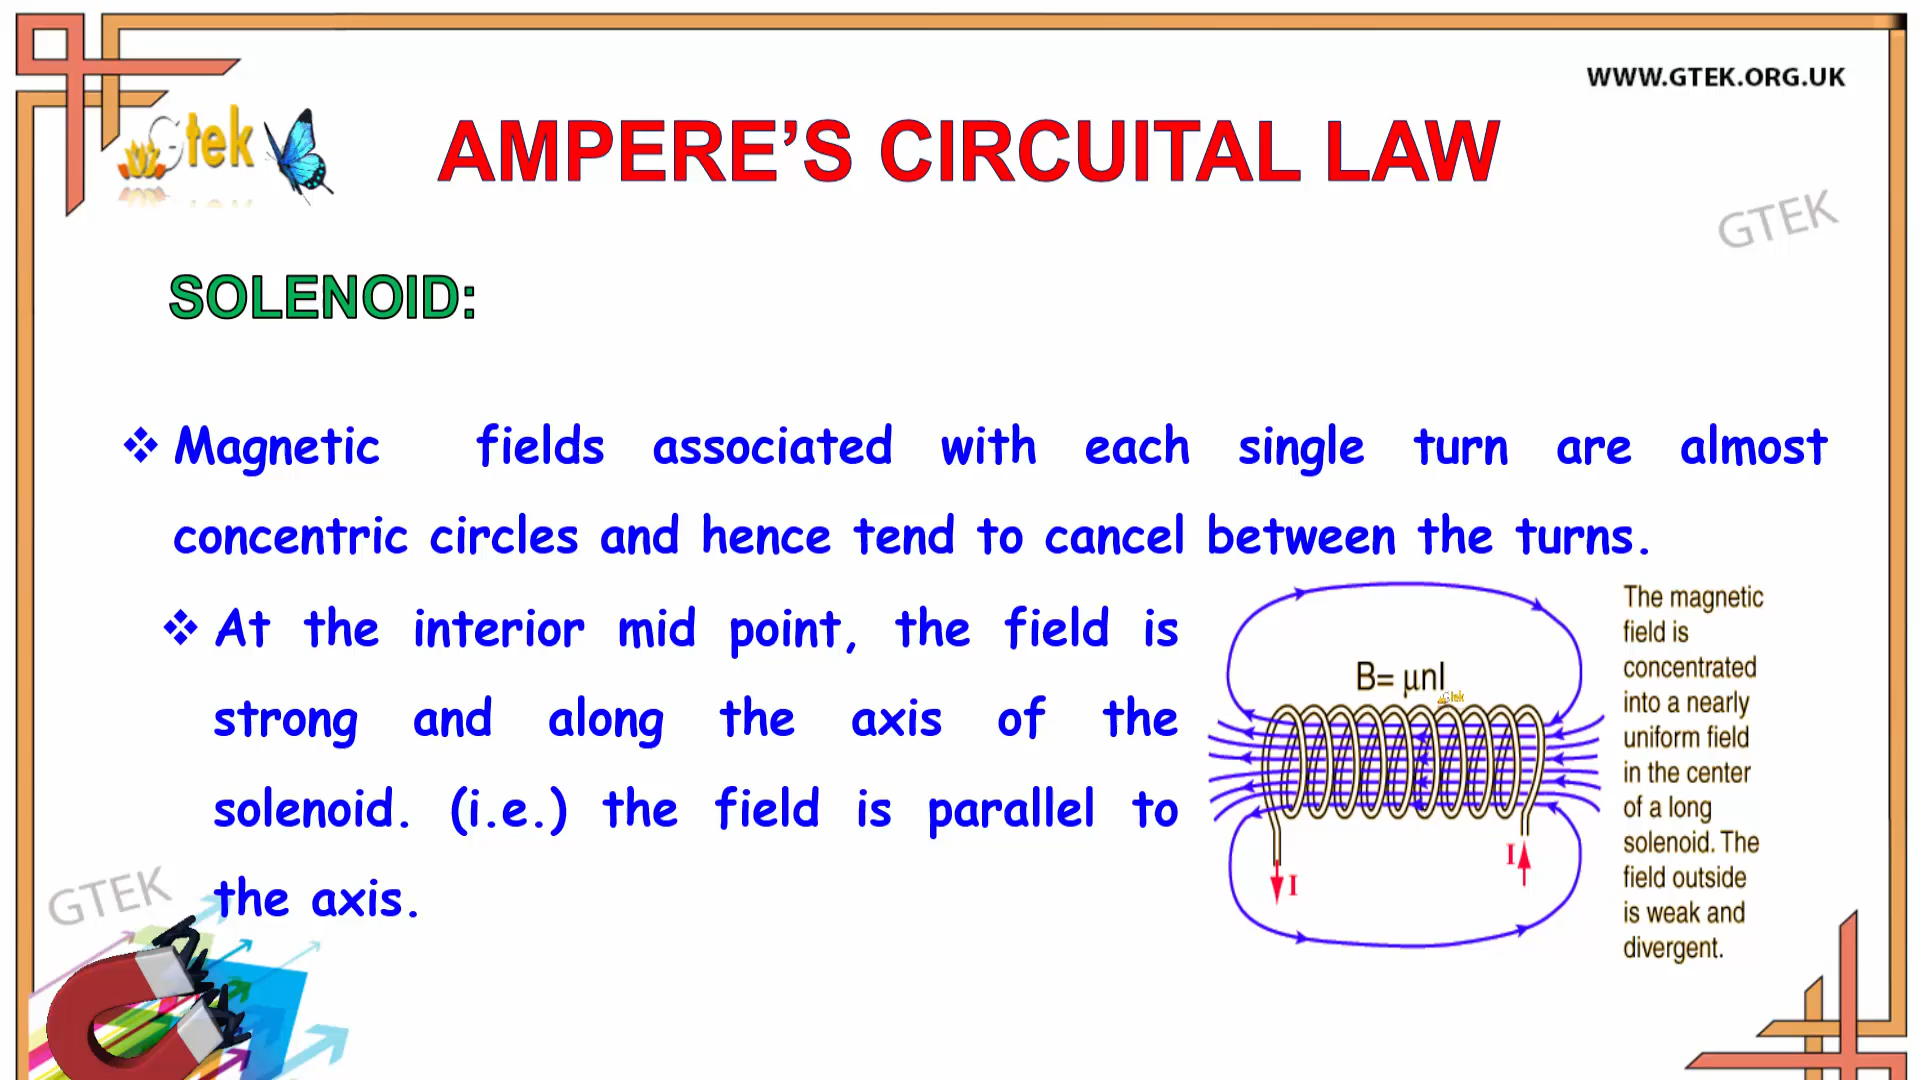 WWW.GTEK.ORG.UK
Gtek
AMPERE'S CIRCUITAL LAW
GTEK
SOLENOID:
❖ Magnetic fields associated with each single turn are almost
concentric circles and hence tend to cancel between the turns.
❖ At the interior mid point, the field is
strong and along the axis of the
solenoid. (i.e.) the field is parallel to
the axis.
B= µnI
Gtek
I
I
The magnetic
field is
concentrated
into a nearly
uniform field
in the center
of a long
solenoid. The
field outside
is weak and
divergent.
GTEK